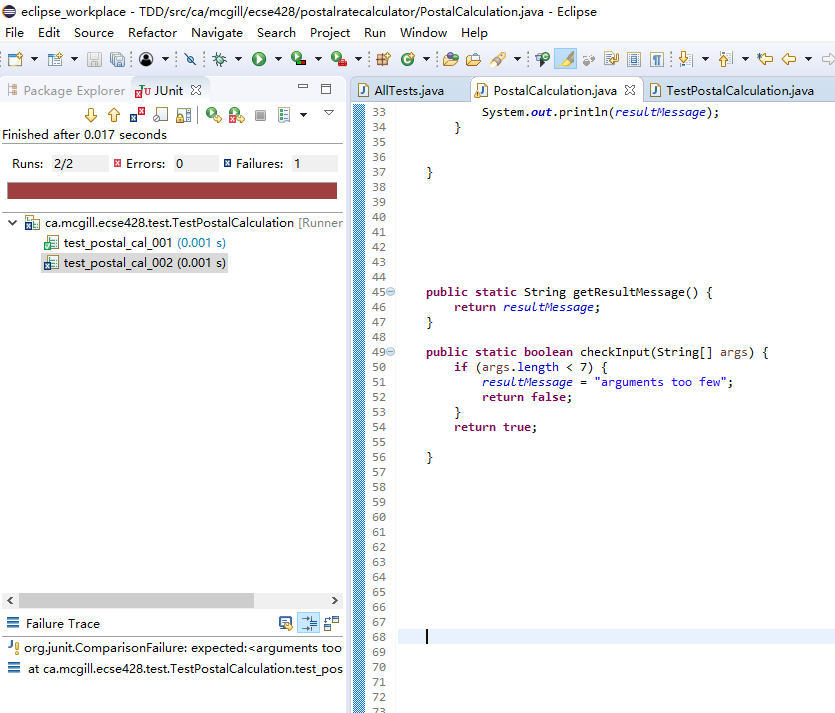 eclipse_workplace - TDD/src/ca/mcgill/ecse428/postalratecalculator/PostalCalculation.java - Eclipse
File Edit Source Refactor Navigate Search Project Run Window Help
Package Explorer JUnit
Finished after 0.017 seconds
Runs: 2/2 Errors: 0 Failures: 1
ca.mcgill.ecse428.test.TestPostalCalculation [Runner
test_postal_cal_001 (0.001 s)
test_postal_cal_002 (0.001 s)
Failure Trace
org.junit.ComparisonFailure: expected:<arguments too
at ca.mcgill.ecse428.test.TestPostalCalculation.test_pos
AllTests.java PostalCalculation.java TestPostalCalculation.java
33 System.out.println(resultMessage);
34 }
35
36
37 }
38
39
40
41
42
43
44
45 public static String getResultMessage() {
46 return resultMessage;
47 }
48
49 public static boolean checkInput(String[] args) {
50 if (args.length < 7) {
51 resultMessage = "arguments too few";
52 return false;
53 }
54 return true;
55
56 }
57
58
59
60
61
62
63
64
65
66
67
68
69
70
71
72
73